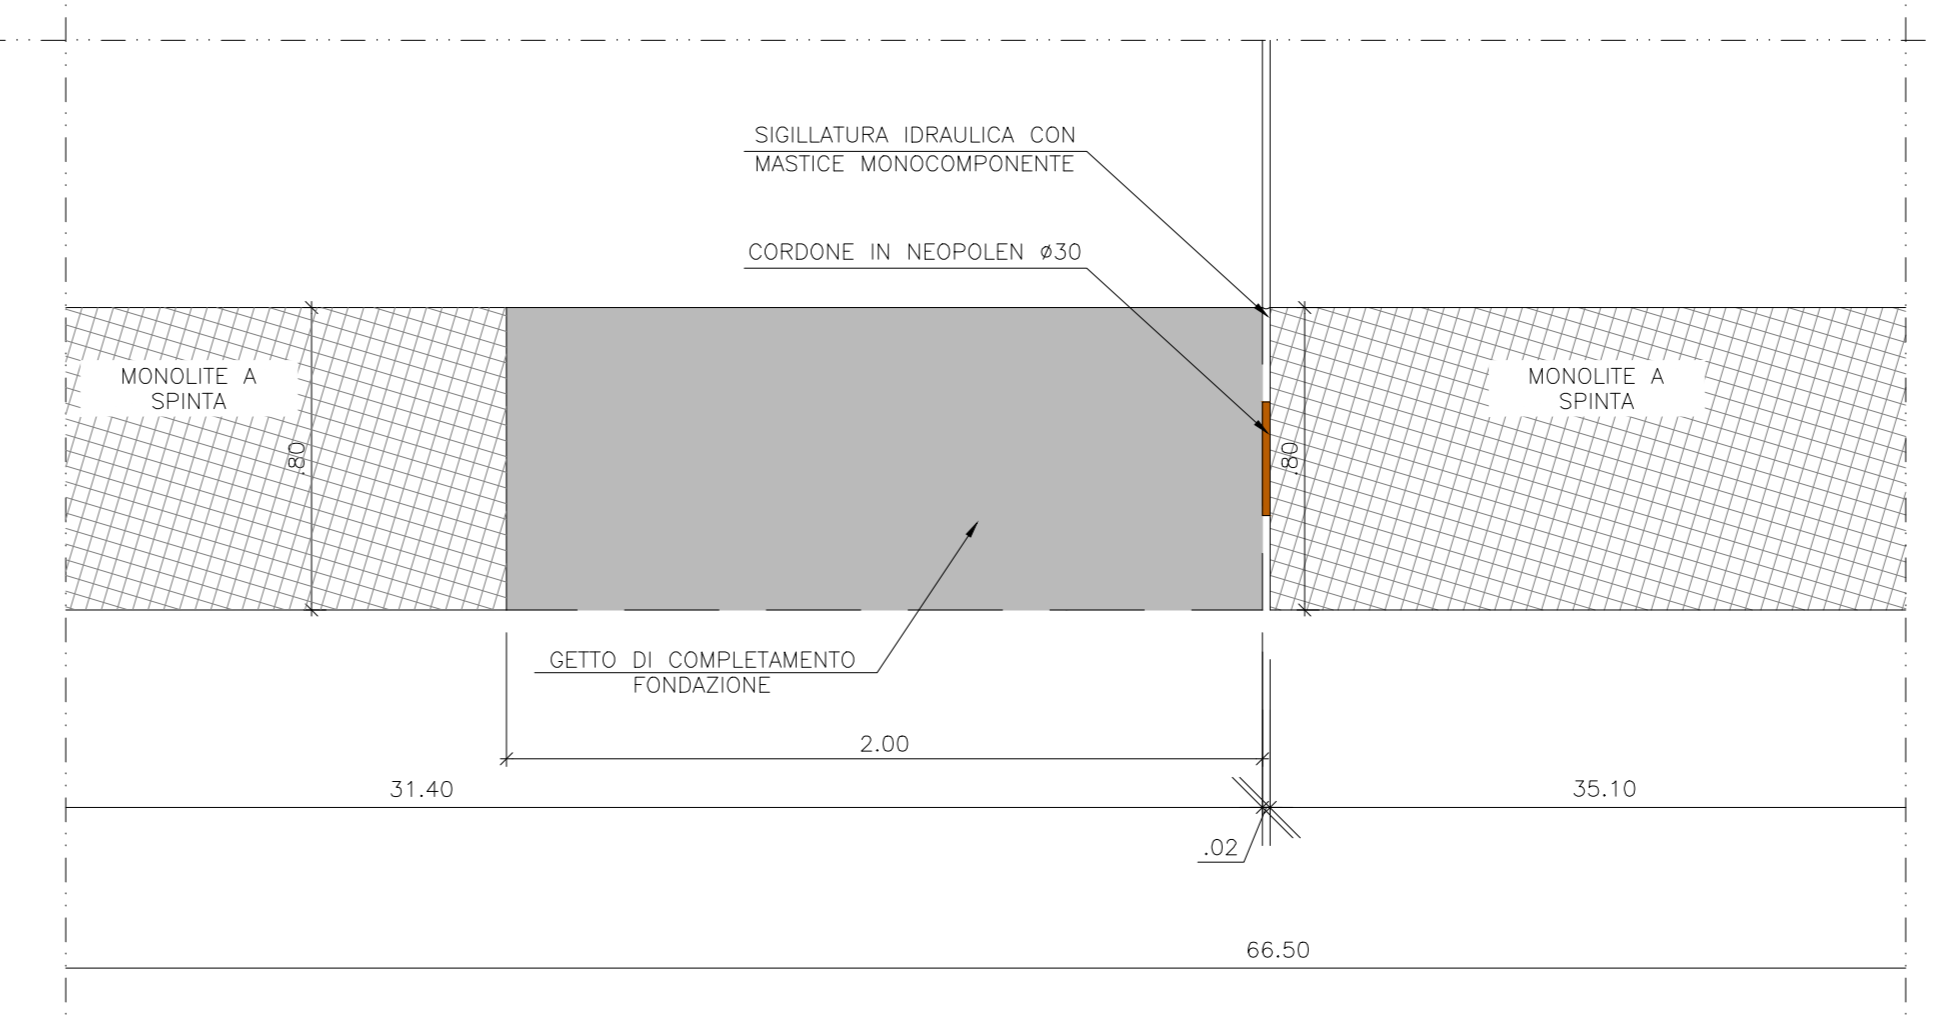 SIGILLATURA IDRAULICA CON
MASTICE MONOCOMPONENTE
CORDONE IN NEOPOLEN ø30
MONOLITE A
SPINTA
MONOLITE A
SPINTA
.80
.80
GETTO DI COMPLETAMENTO
FONDAZIONE
2.00
31.40
35.10
.02
66.50